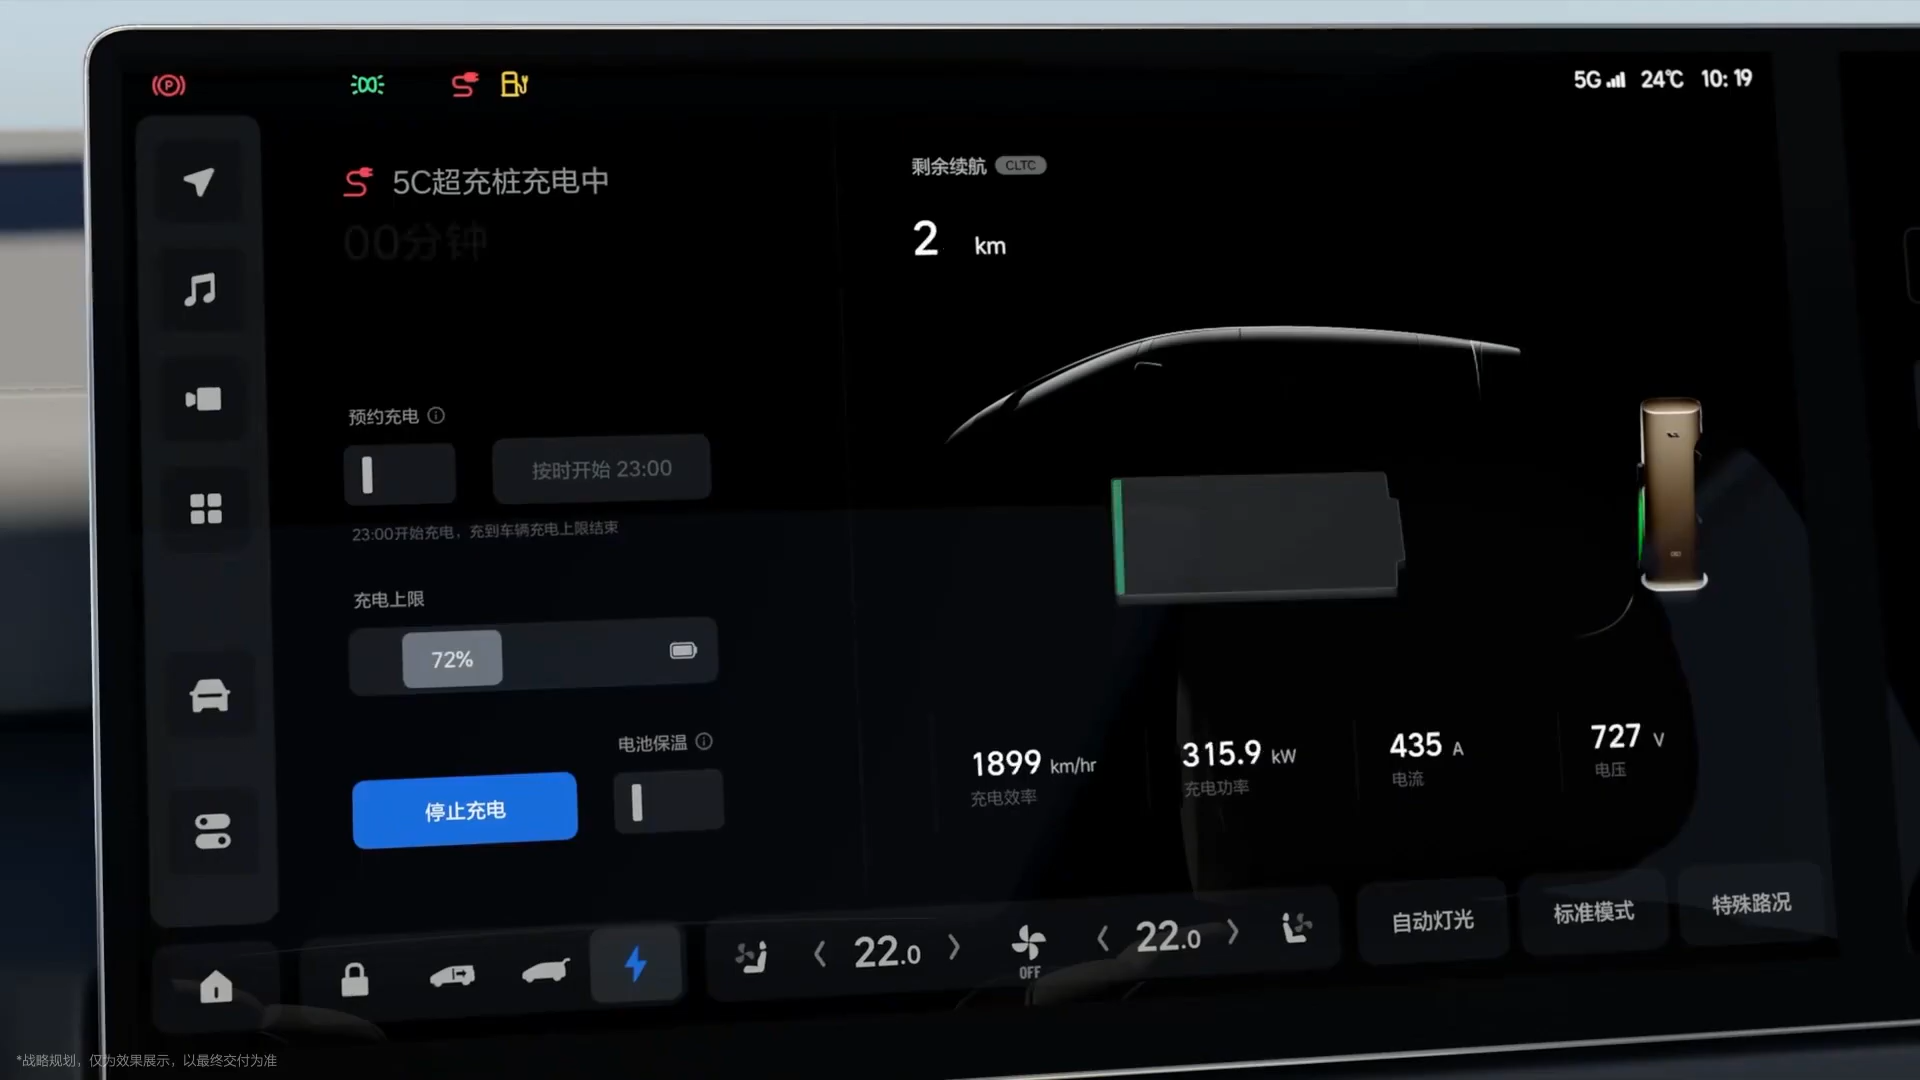 5G 24℃ 10:19
5C超充桩充电中
00分钟
剩余续航 CLTC
2 km
预约充电
按时开始 23:00
23:00开始充电，充到车辆充电上限结束
充电上限
72%
电池保温
停止充电
1899 km/hr
充电效率
315.9 kW
充电功率
435 A
电流
727 V
电压
22.0
OFF
22.0
自动灯光
标准模式
特殊路况
*战略规划，仅为效果展示，以最终交付为准